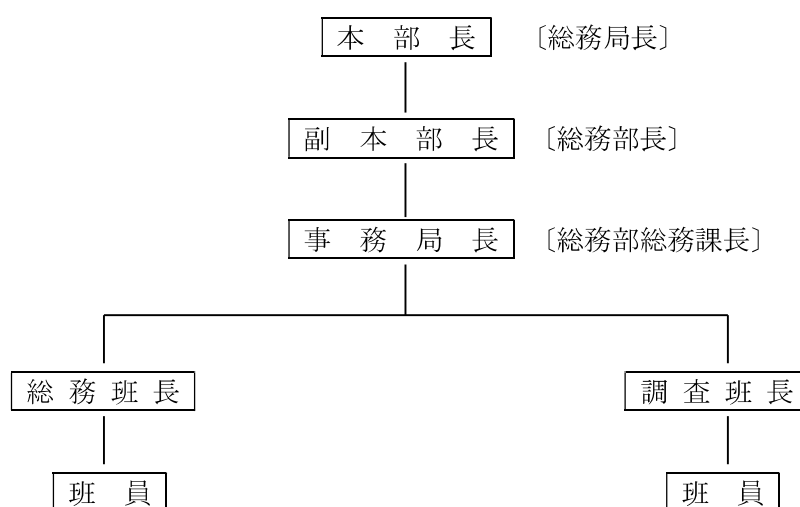 本部長 〔総務局長〕
副本部長 〔総務部長〕
事務局長 〔総務部総務課長〕
総務班長 調査班長
班員 班員